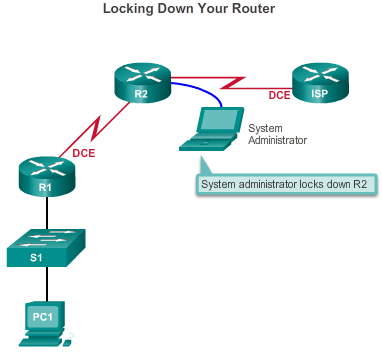 Locking Down Your Router
R2
DCE
ISP
System
Administrator
DCE
System administrator locks down R2
R1
S1
PC1